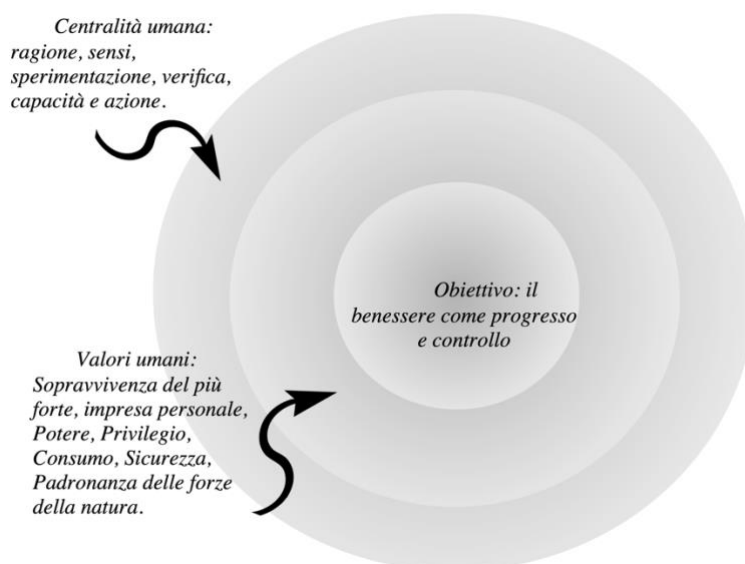 Centralità umana:
ragione, sensi,
sperimentazione, verifica,
capacità e azione.
Obiettivo: il
benessere come progresso
e controllo
Valori umani:
Sopravvivenza del più
forte, impresa personale,
Potere, Privilegio,
Consumo, Sicurezza,
Padronanza delle forze
della natura.